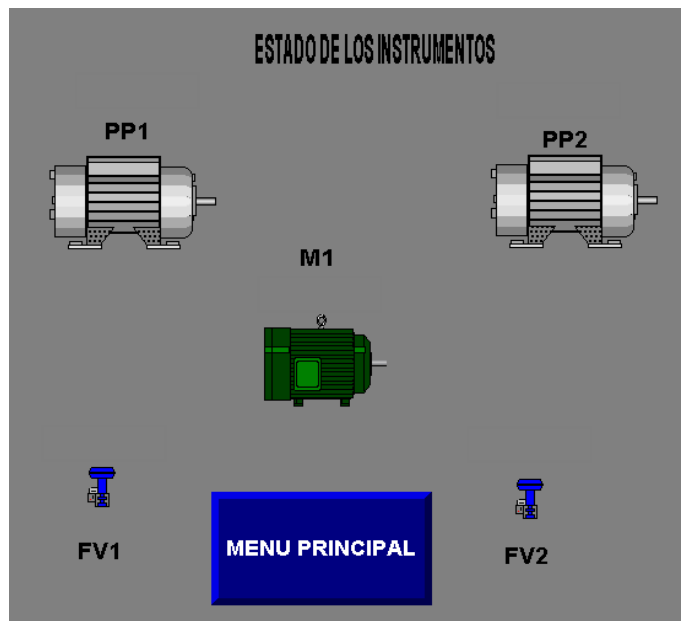 ESTADO DE LOS INSTRUMENTOS
PP1
PP2
M1
FV1
MENU PRINCIPAL
FV2